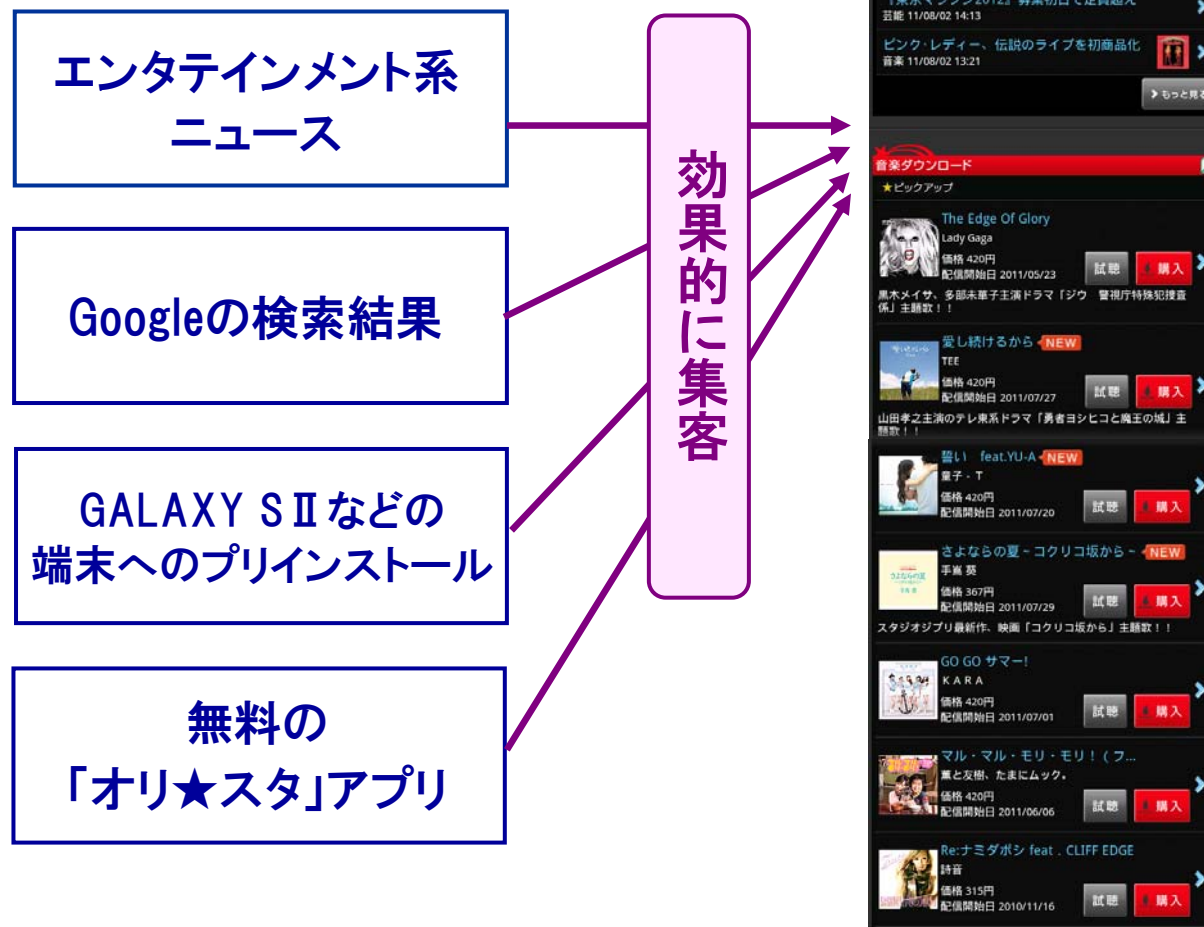 エンタテインメント系
ニュース
Googleの検索結果
GALAXY SⅡなどの
端末へのプリインストール
無料の
「オリ★スタ」アプリ
効果的に集客
『東京マラソン2012』募集初日で定員超え
芸能 11/08/02 14:13
ピンク・レディー、伝説のライブを初商品化
音楽 11/08/02 13:21
もっと見る
音楽ダウンロード
★ピックアップ
The Edge Of Glory
Lady Gaga
価格 420円
配信開始日 2011/05/23
試聴
購入
黒木メイサ、多部未華子主演ドラマ「ジウ 警視庁特殊犯捜査
係」主題歌！！
愛し続けるから NEW
TEE
価格 420円
配信開始日 2011/07/27
試聴
購入
山田孝之主演のテレ東系ドラマ「勇者ヨシヒコと魔王の城」主
題歌！！
誓い feat.YU-A NEW
童子-T
価格 420円
配信開始日 2011/07/20
試聴
購入
さよならの夏～コクリコ坂から～ NEW
手嶌 葵
価格 367円
配信開始日 2011/07/29
試聴
購入
スタジオジブリ最新作、映画「コクリコ坂から」主題歌！！
GO GO サマー!
KARA
価格 420円
配信開始日 2011/07/01
試聴
購入
マル・マル・モリ・モリ！（フ...
薫と友樹、たまにムック。
価格 420円
配信開始日 2011/06/06
試聴
購入
Re:ナミダボシ feat．CLIFF EDGE
詩音
価格 315円
配信開始日 2010/11/16
試聴
購入